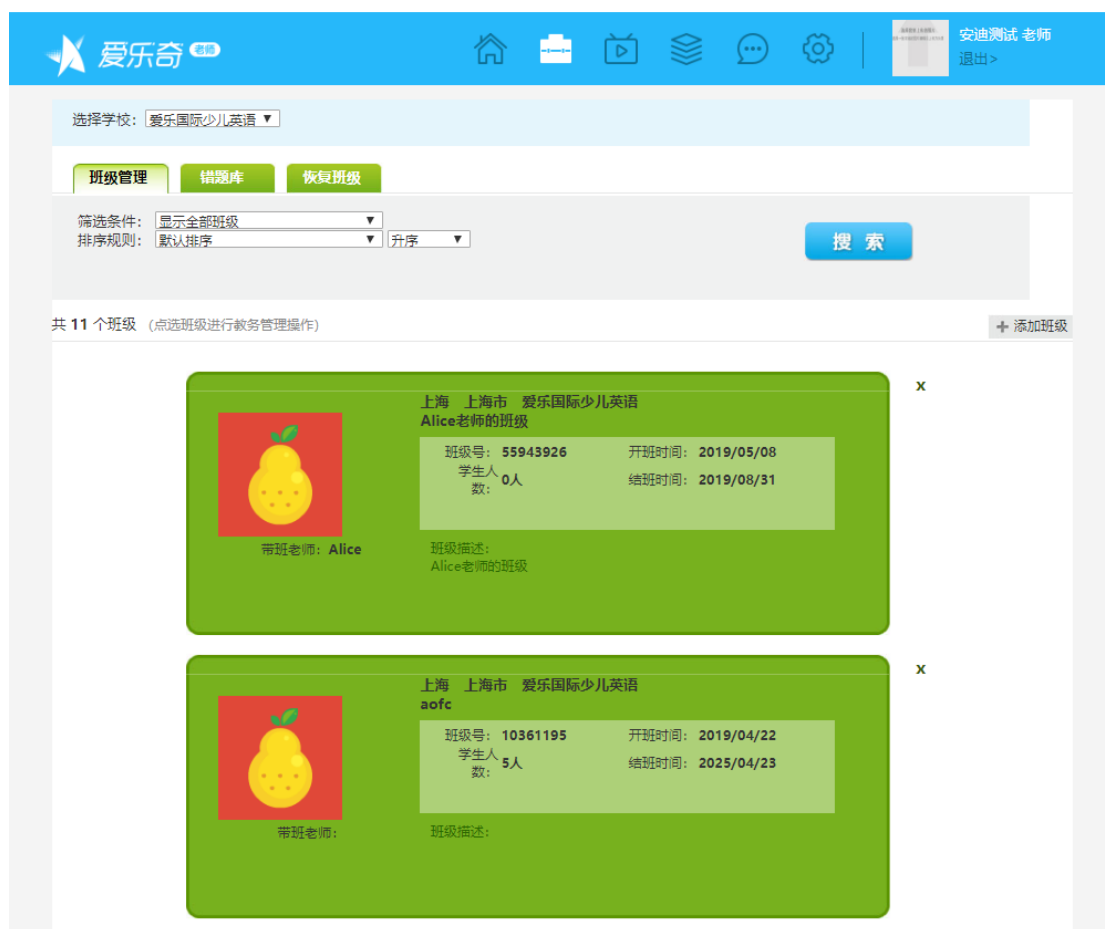 爱乐奇 老师
安迪测试 老师
退出>
选择学校: 爱乐国际少儿英语 ▼
班级管理 错题库 恢复班级
筛选条件: 显示全部班级 ▼
排序规则: 默认排序 ▼ 升序 ▼
搜 索
共 11 个班级 (点选班级进行教务管理操作)
+ 添加班级
x
上海 上海市 爱乐国际少儿英语
Alice老师的班级
班级号: 55943926 开班时间: 2019/05/08
学生人数: 0人 结班时间: 2019/08/31
带班老师: Alice
班级描述:
Alice老师的班级
x
上海 上海市 爱乐国际少儿英语
aofc
班级号: 10361195 开班时间: 2019/04/22
学生人数: 5人 结班时间: 2025/04/23
带班老师:
班级描述: